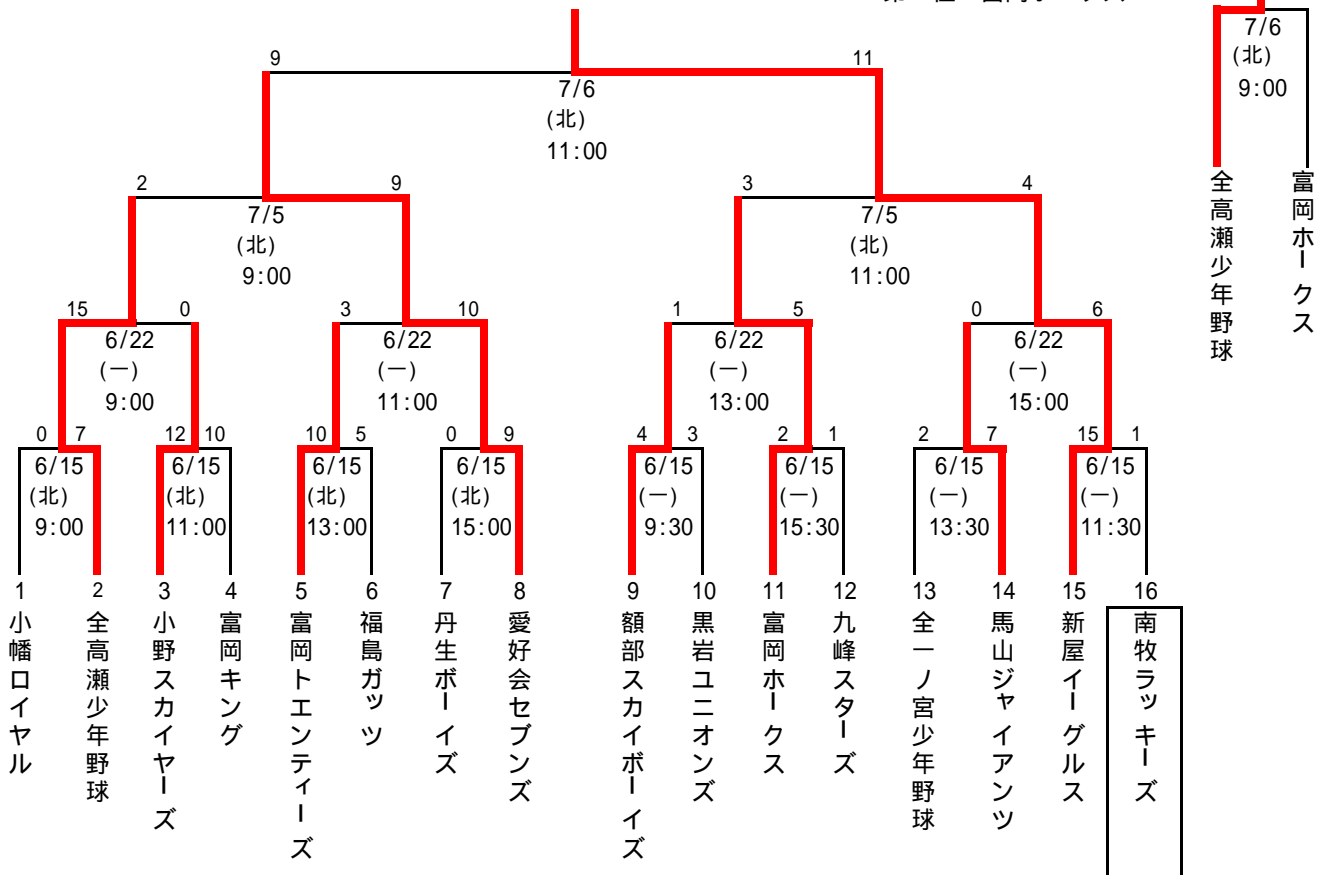 9
11
7/6
(北)
11:00
7/6
(北)
9:00
全高瀬少年野球
富岡ホークス
2
9
7/5
(北)
9:00
3
4
7/5
(北)
11:00
15
0
6/22
(一)
9:00
3
10
6/22
(一)
11:00
1
5
6/22
(一)
13:00
0
6
6/22
(一)
15:00
0
7
6/15
(北)
9:00
12
10
6/15
(北)
11:00
10
5
6/15
(北)
13:00
0
9
6/15
(北)
15:00
4
3
6/15
(一)
9:30
2
1
6/15
(一)
15:30
2
7
6/15
(一)
13:30
15
1
6/15
(一)
11:30
1
小幡ロイヤル
2
全高瀬少年野球
3
小野スカイヤーズ
4
富岡キング
5
富岡トエンティーズ
6
福島ガッツ
7
丹生ボーイズ
8
愛好会セブンズ
9
額部スカイボーイズ
10
黒岩ユニオンズ
11
富岡ホークス
12
九峰スターズ
13
全一ノ宮少年野球
14
馬山ジャイアンツ
15
新屋イーグルス
16
南牧ラッキーズ